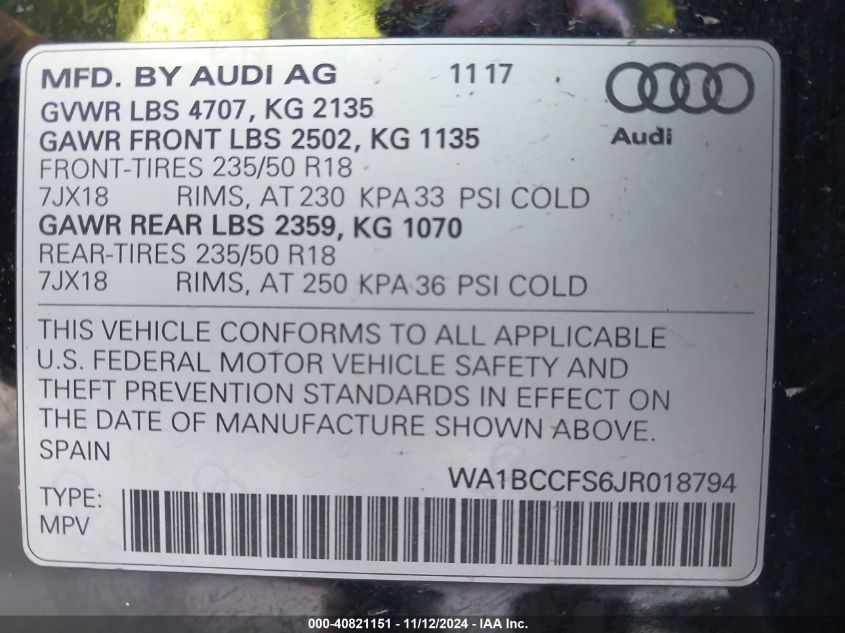 MFD. BY AUDI AG 11 17
GVWR LBS 4707, KG 2135
GAWR FRONT LBS 2502, KG 1135
Audi
FRONT-TIRES 235/50 R18
7JX18 RIMS, AT 230 KPA 33 PSI COLD
GAWR REAR LBS 2359, KG 1070
REAR-TIRES 235/50 R18
7JX18 RIMS, AT 250 KPA 36 PSI COLD
THIS VEHICLE CONFORMS TO ALL APPLICABLE
U.S. FEDERAL MOTOR VEHICLE SAFETY AND
THEFT PREVENTION STANDARDS IN EFFECT ON
THE DATE OF MANUFACTURE SHOWN ABOVE.
SPAIN
WA1BCCFS6JR018794
TYPE:
MPV
000-40821151 - 11/12/2024 - IAA Inc.